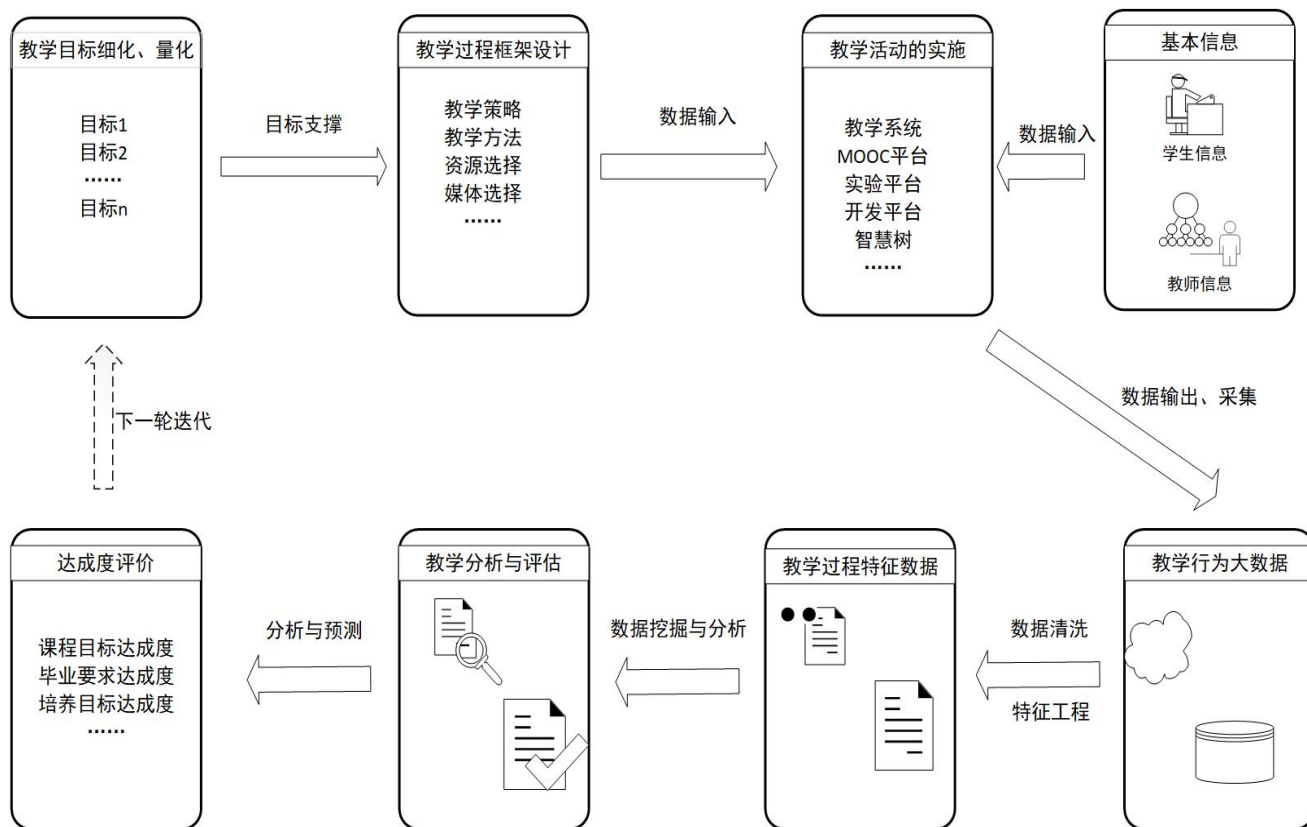 教学目标细化、量化
目标1
目标2
……
目标n
目标支撑
教学过程框架设计
教学策略
教学方法
资源选择
媒体选择
……
数据输入
教学活动的实施
教学系统
MOOC平台
实验平台
开发平台
智慧树
……
数据输入
基本信息
学生信息
教师信息
数据输出、采集
下一轮迭代
达成度评价
课程目标达成度
毕业要求达成度
培养目标达成度
……
分析与预测
教学分析与评估
数据挖掘与分析
教学过程特征数据
数据清洗
特征工程
教学行为大数据